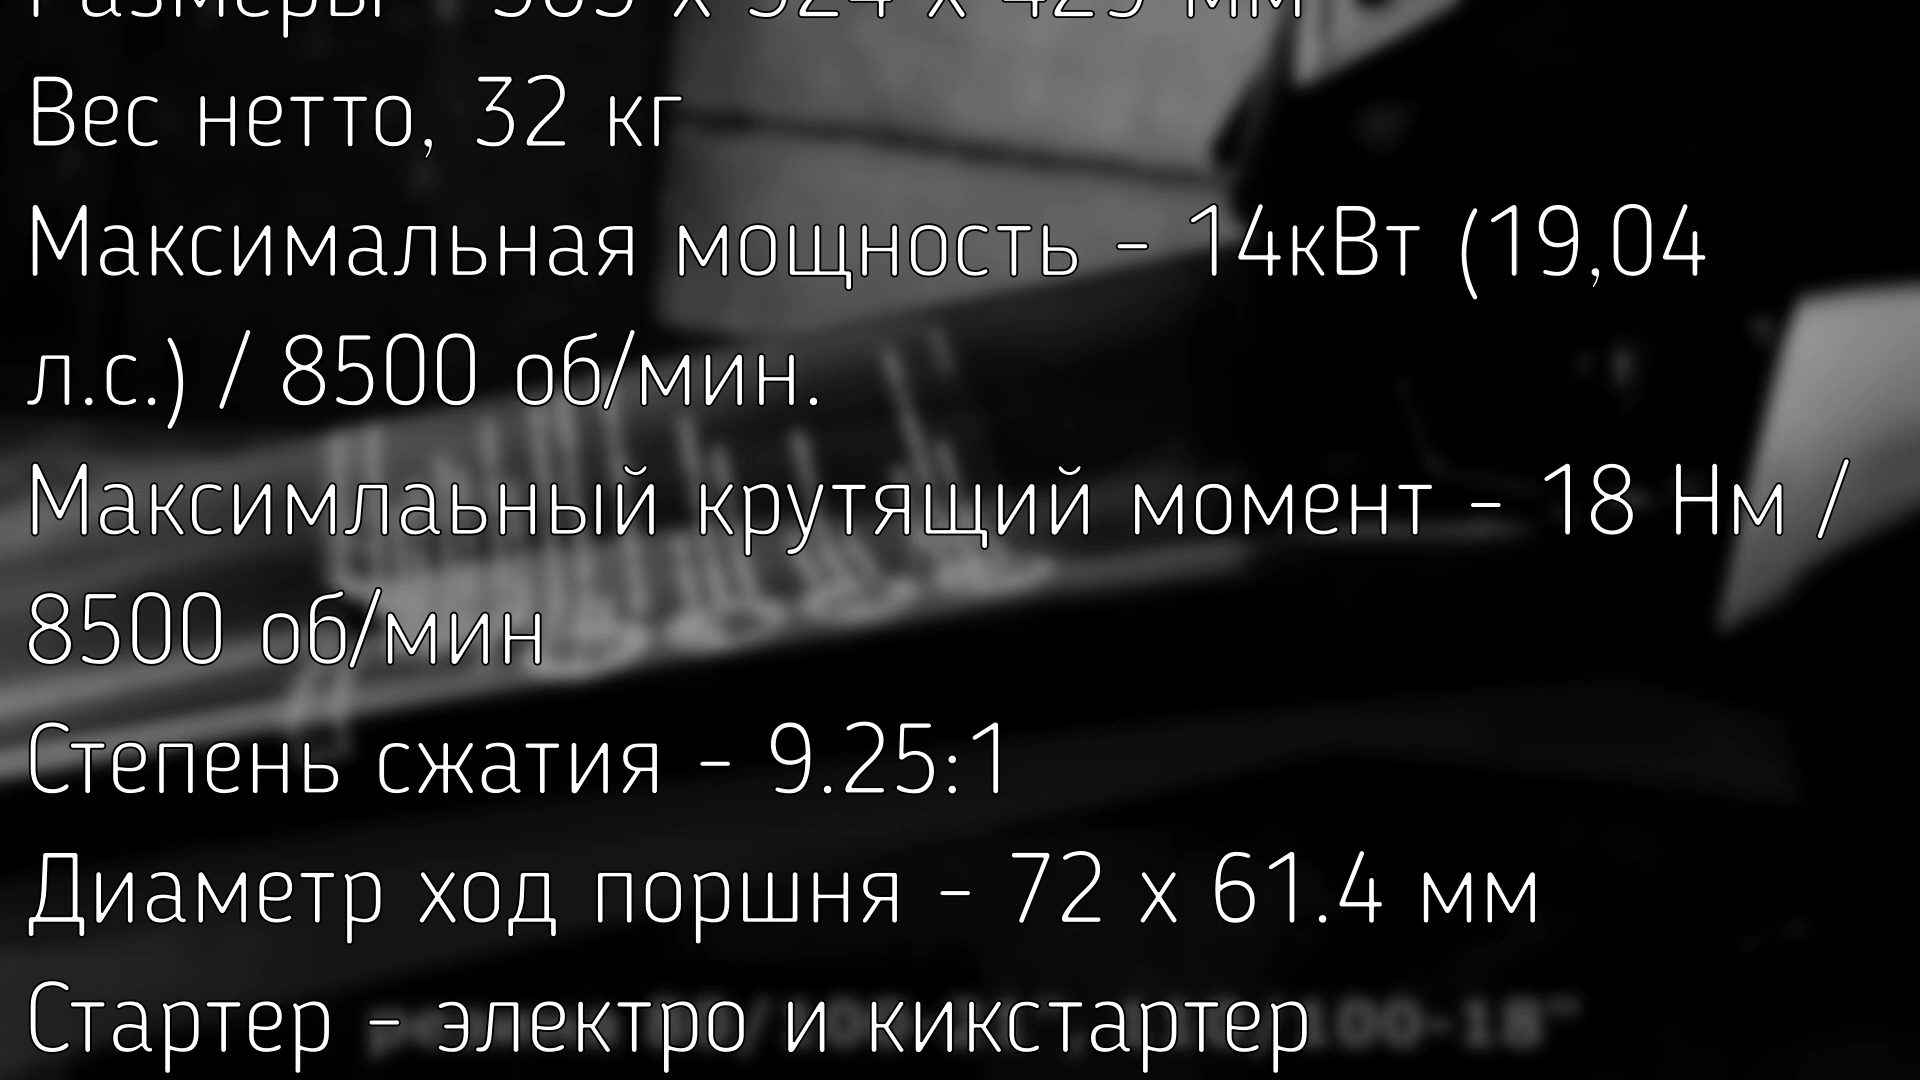 Вес нетто, 32 кг
Максимальная мощность - 14кВт (19,04
л.с.) / 8500 об/мин.
Максимлаьный крутящий момент - 18 Нм /
8500 об/мин
Степень сжатия - 9.25:1
Диаметр ход поршня - 72 х 61.4 мм
Стартер - электро и кикстартер